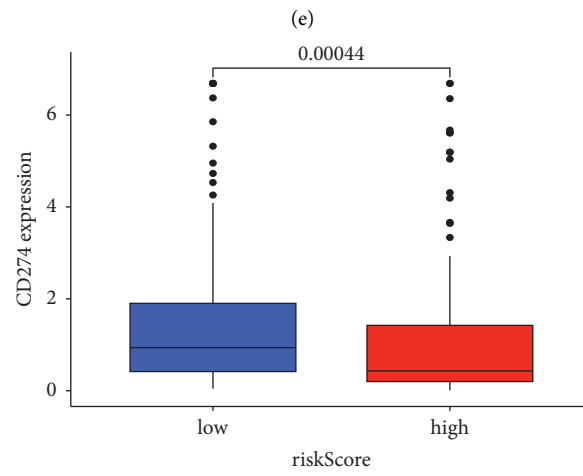 (e)
0.00044
6
4
2
0
CD274 expression
low
high
riskScore